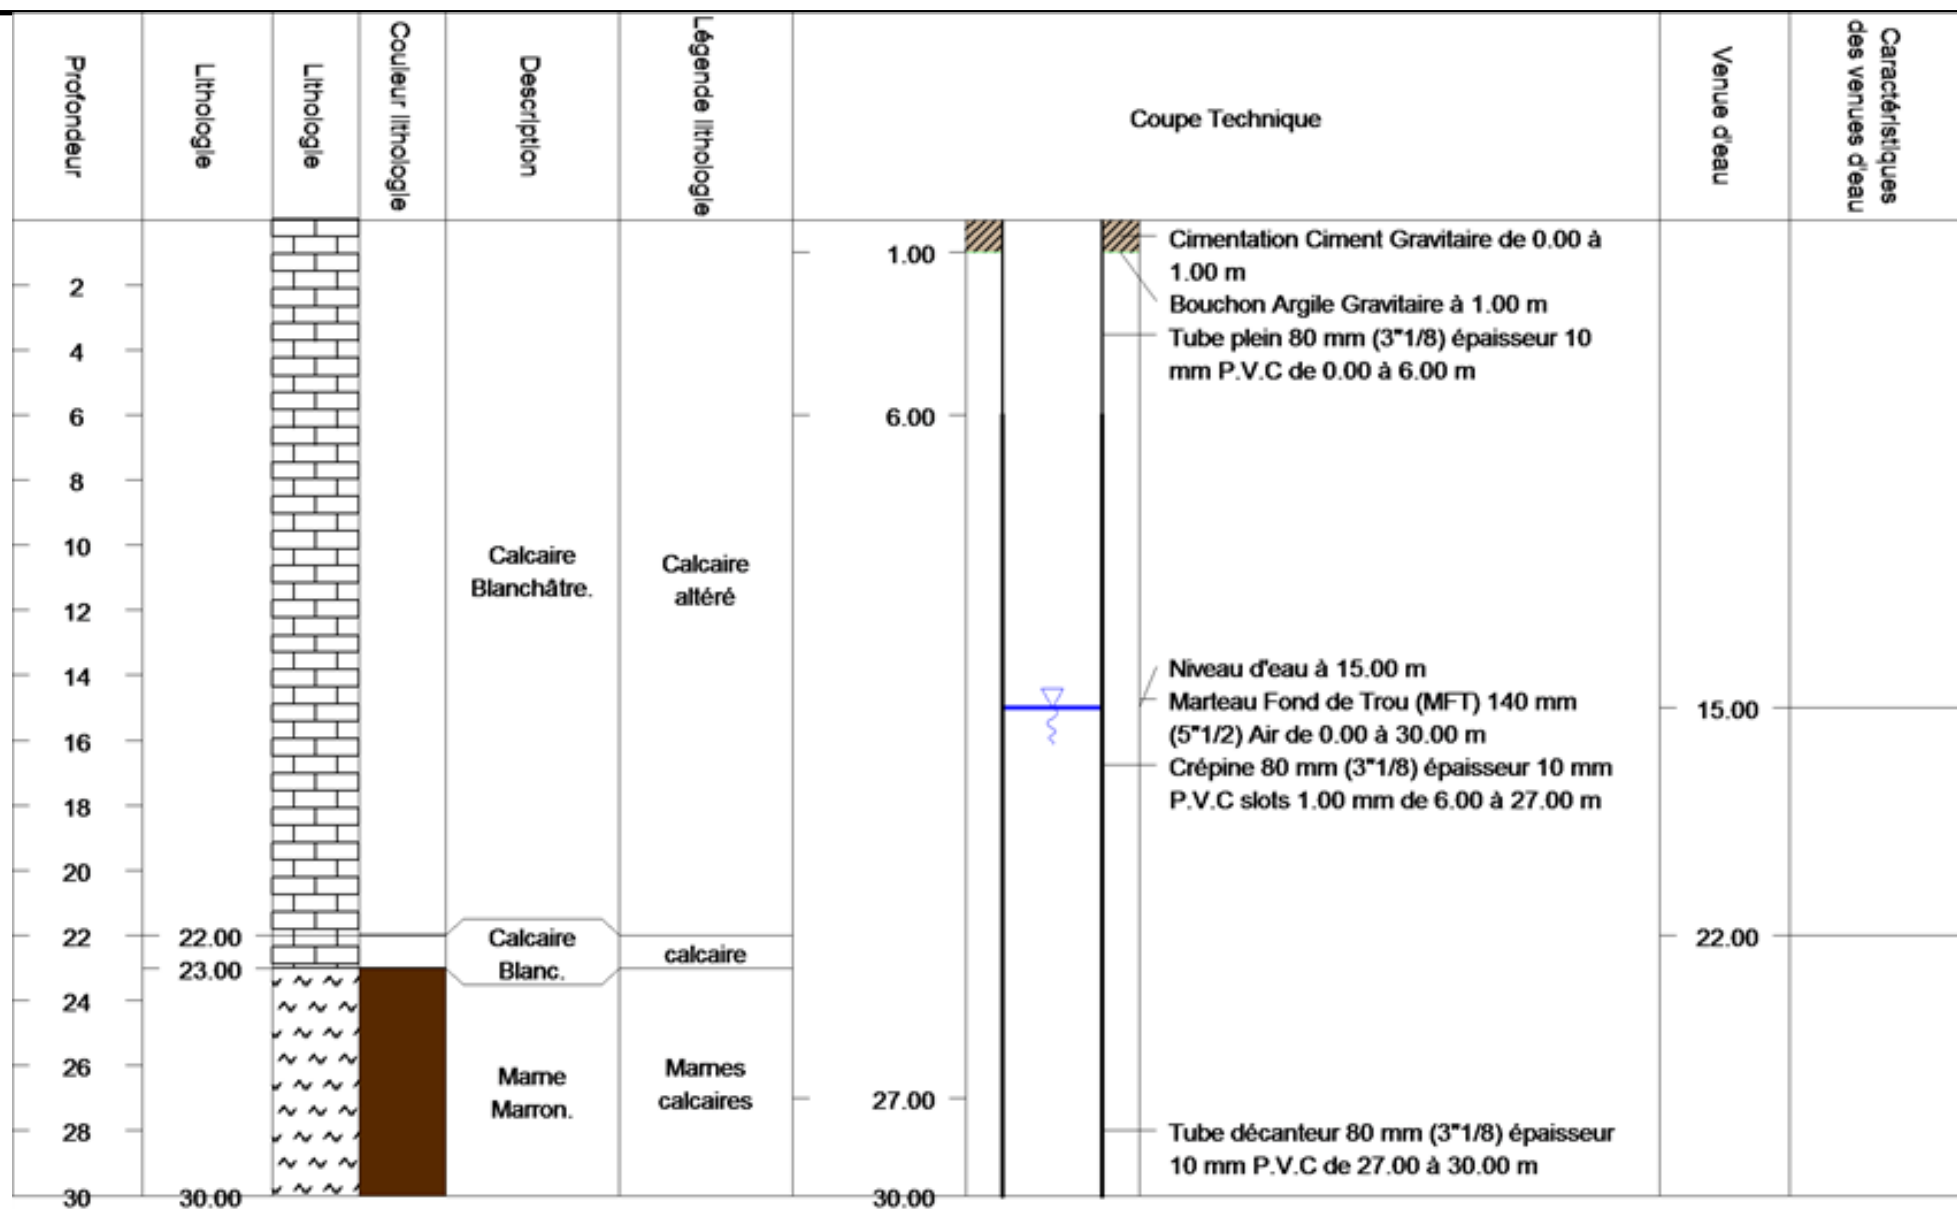 Profondeur
Lithologie
Lithologie
Couleur lithologie
Description
Légende lithologie
Coupe Technique
Venue d'eau
Caractéristiques
des venues d'eau
2
4
6
8
10
12
14
16
18
20
22
24
26
28
30
22.00
23.00
30.00
Calcaire
Blanchâtre.
Calcaire
Blanc.
Marne
Marron.
Calcaire
altéré
calcaire
Marnes
calcaires
1.00
6.00
27.00
30.00
Cimentation Ciment Gravitaire de 0.00 à
1.00 m
Bouchon Argile Gravitaire à 1.00 m
Tube plein 80 mm (3"1/8) épaisseur 10
mm P.V.C de 0.00 à 6.00 m
Niveau d'eau à 15.00 m
Marteau Fond de Trou (MFT) 140 mm
(5"1/2) Air de 0.00 à 30.00 m
Crépine 80 mm (3"1/8) épaisseur 10 mm
P.V.C slots 1.00 mm de 6.00 à 27.00 m
Tube décanteur 80 mm (3"1/8) épaisseur
10 mm P.V.C de 27.00 à 30.00 m
15.00
22.00